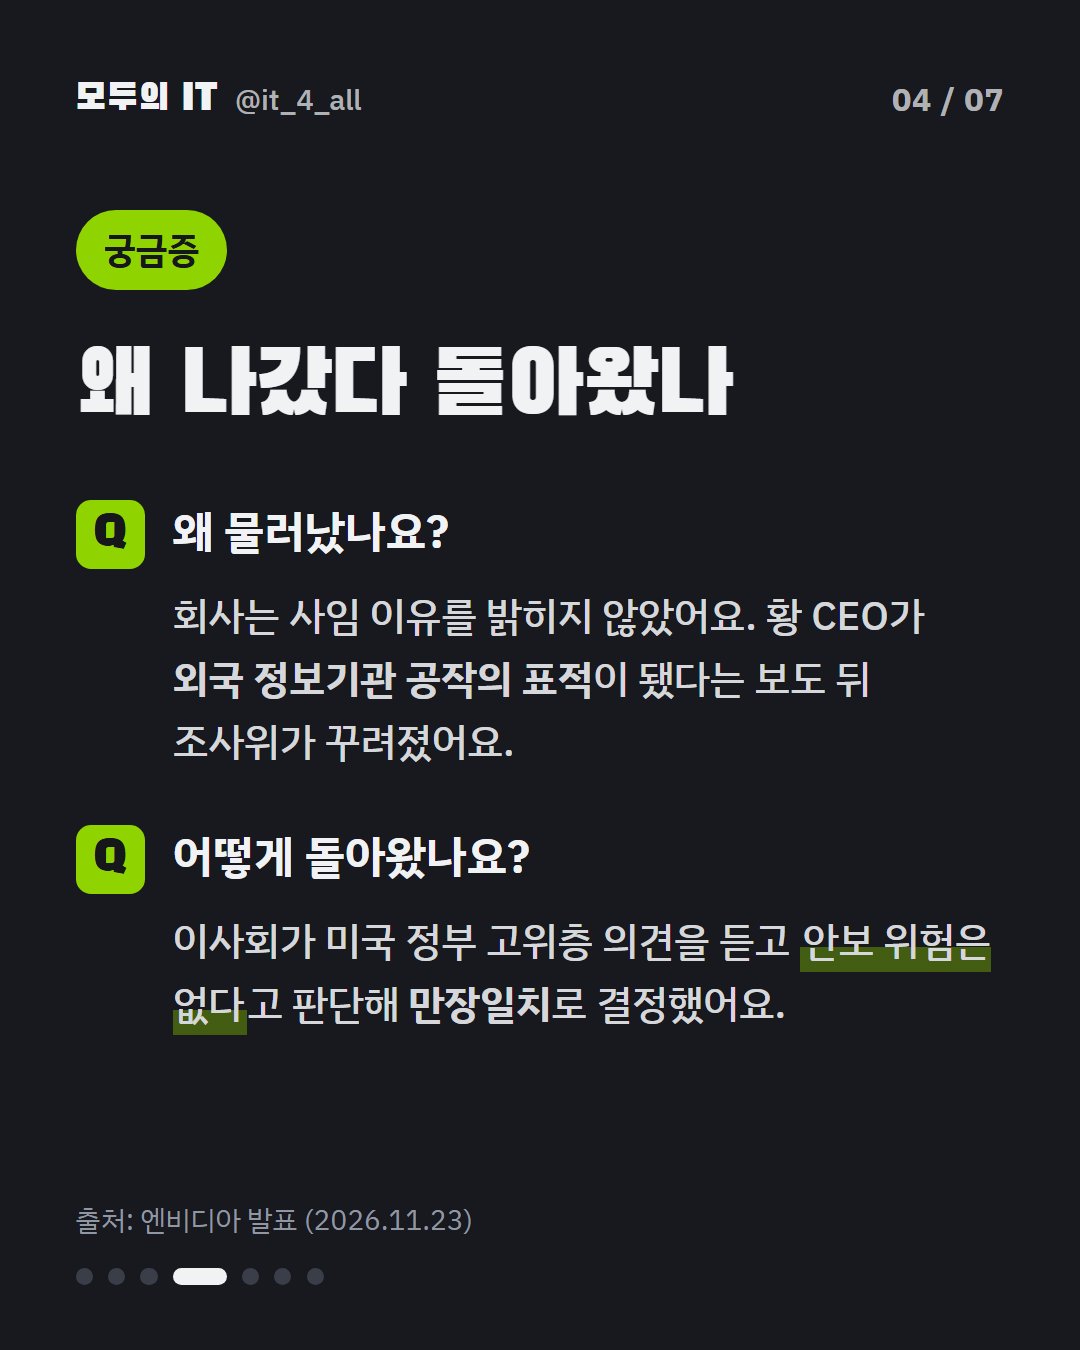 모두의 IT @it_4_all
04 / 07
궁금증
왜 나갔다 돌아왔나
Q 왜 물러났나요?
회사는 사임 이유를 밝히지 않았어요. 황 CEO가
외국 정보기관 공작의 표적이 됐다는 보도 뒤
조사위가 꾸려졌어요.
Q 어떻게 돌아왔나요?
이사회가 미국 정부 고위층 의견을 듣고 안보 위험은
없다고 판단해 만장일치로 결정했어요.
출처: 엔비디아 발표 (2026.11.23)